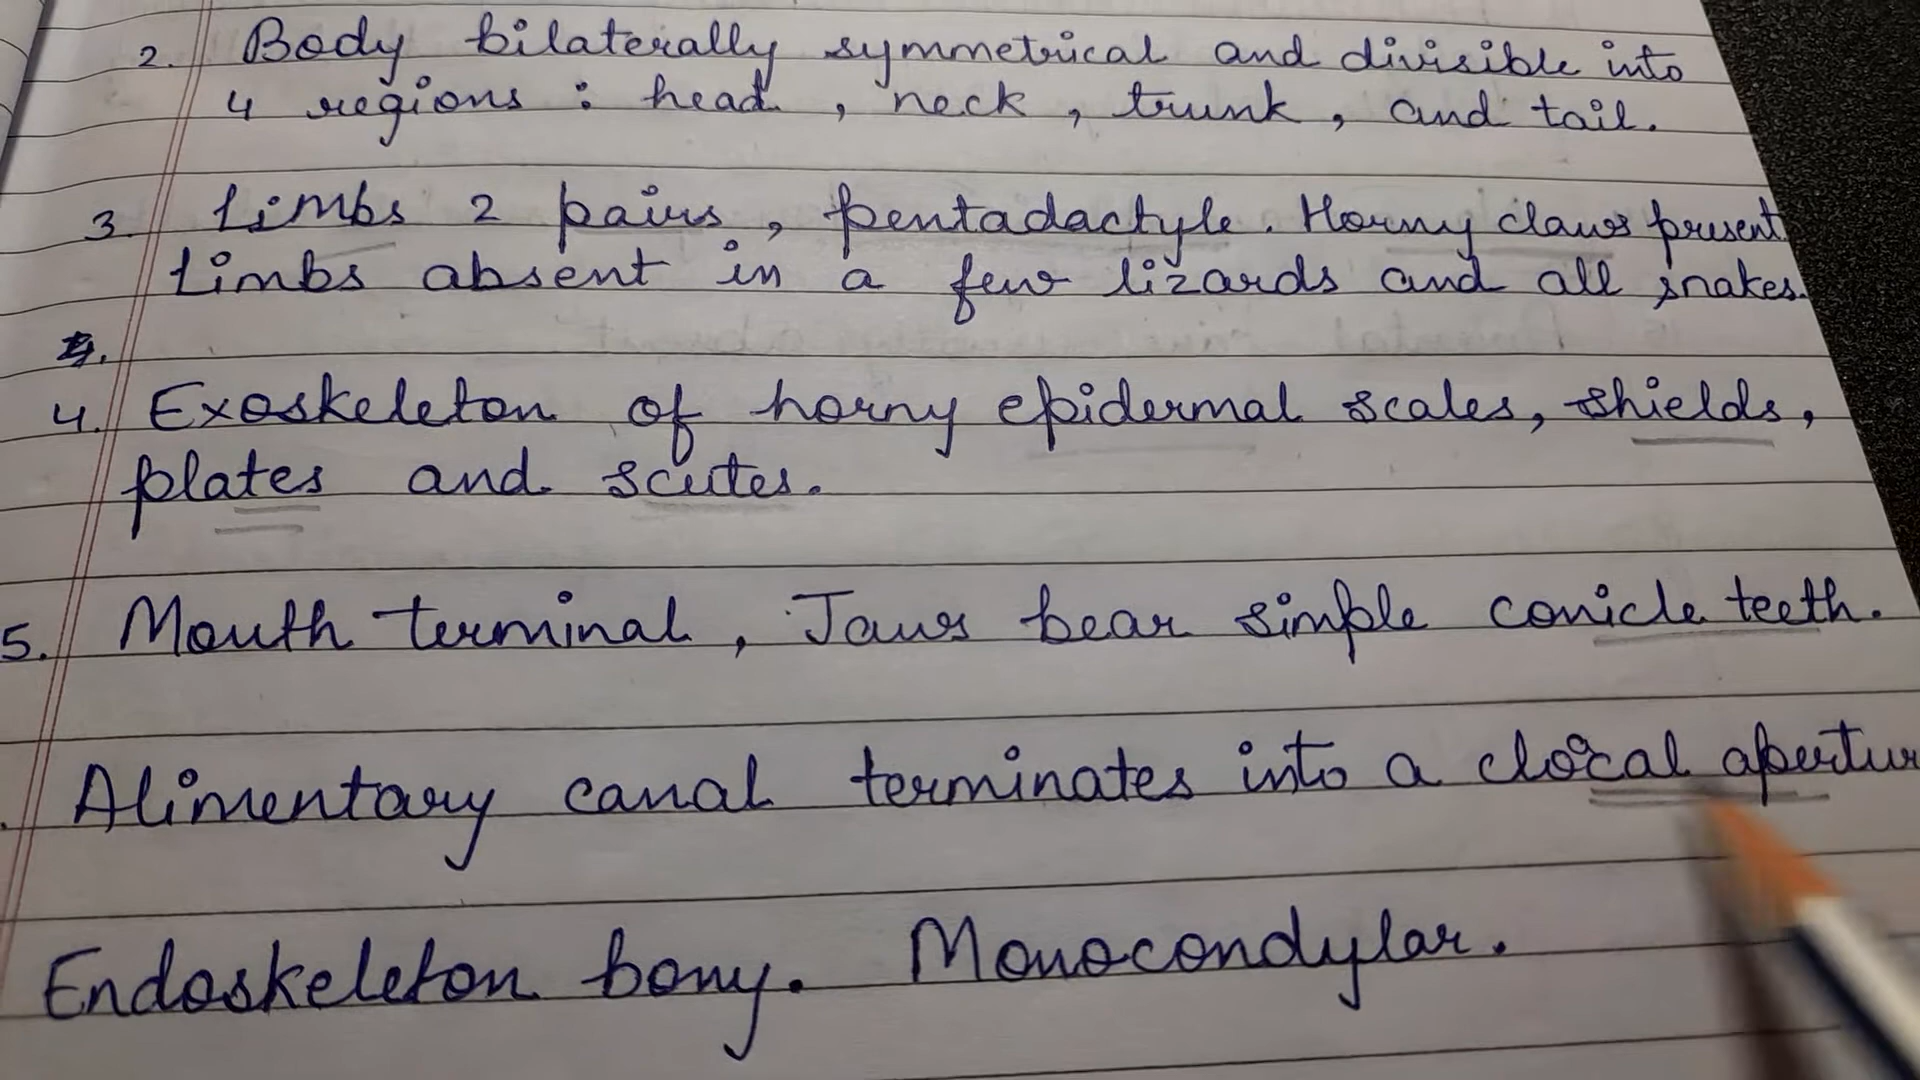 2. Body bilaterally symmetrical and divisible into
4 regions : head , neck , trunk , and tail.
3. Limbs 2 pairs , pentadactyle. Horny claws present
Limbs absent in a few lizards and all snakes.
4. Exoskeleton of horny epidermal scales, shields,
plates and scutes.
5. Mouth terminal , Jaws bear simple conicle teeth.
Alimentary canal terminates into a clocal apertur
Endoskeleton bony. Monocondylar.